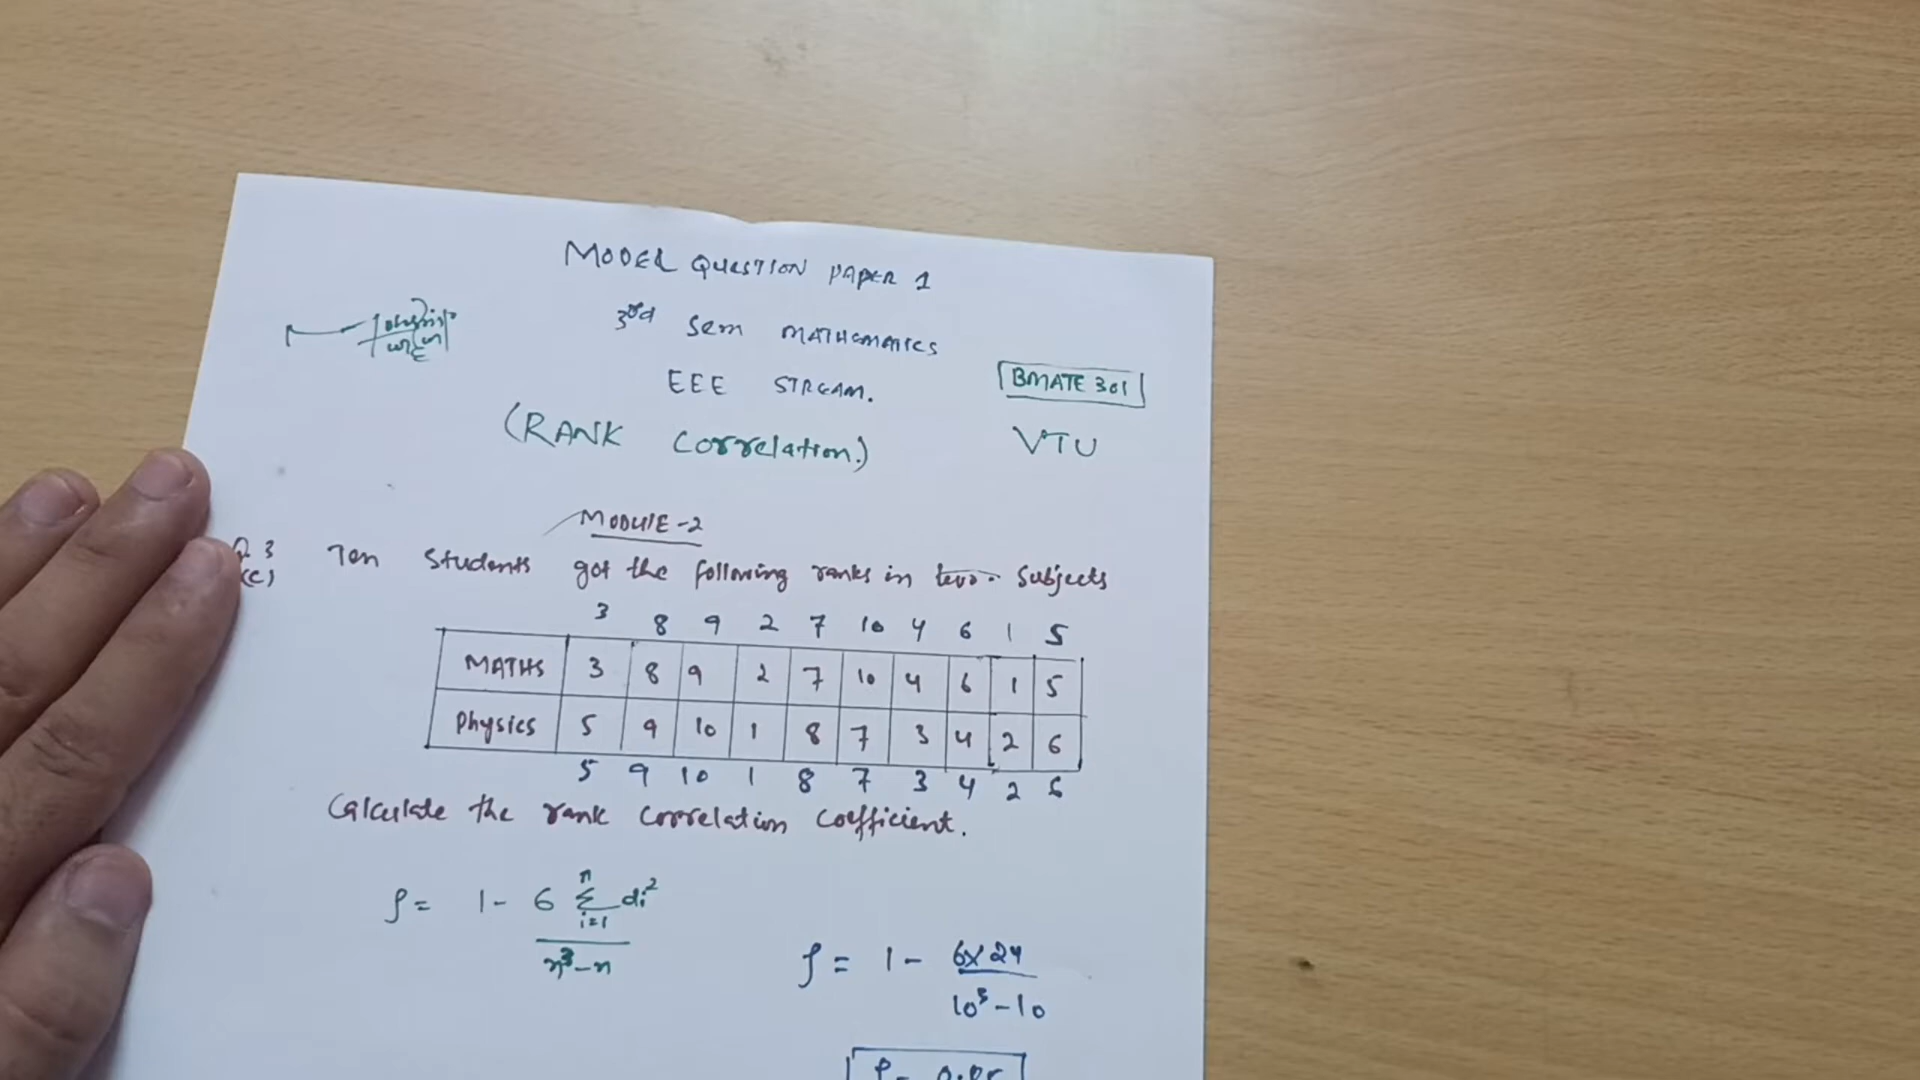 MODEL QUESTION PAPER 1
3rd Sem MATHEMATICS
EEE STREAM.
BMATE 301
(RANK Correlation.)
VTU
MODULE-2
Q 3 Ten Students got the following ranks in two Subjects
(c)
3 8 9 2 7 10 4 6 1 5
MATHS 3 8 9 2 7 10 4 6 1 5
Physics 5 9 10 1 8 7 3 4 2 6
5 9 10 1 8 7 3 4 2 6
Calculate the rank correlation coefficient.
ρ = 1 - 6 Σ di²
n
i=1
n³-n
ρ = 1 - 6x24
10³-10